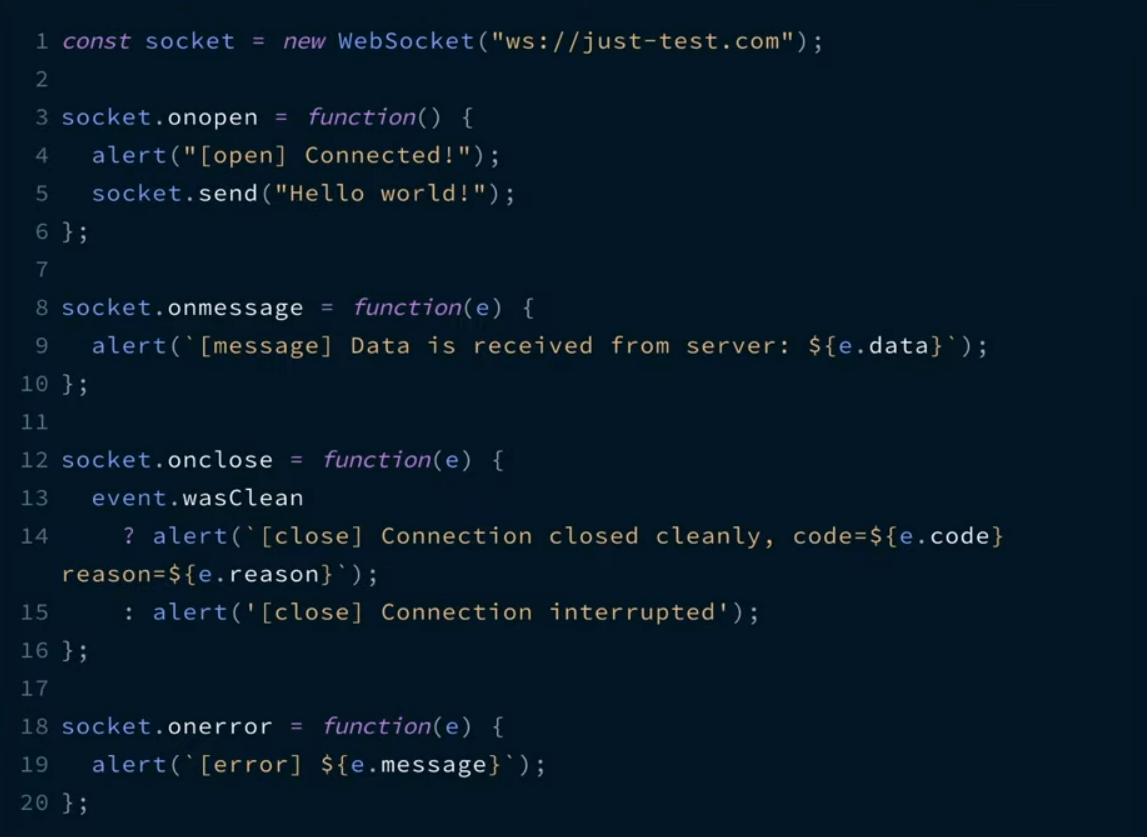 1 const socket = new WebSocket("ws://just-test.com");
2
3 socket.onopen = function() {
4   alert("[open] Connected!");
5   socket.send("Hello world!");
6 };
7
8 socket.onmessage = function(e) {
9   alert(`[message] Data is received from server: ${e.data}`);
10 };
11
12 socket.onclose = function(e) {
13   event.wasClean
14     ? alert(`[close] Connection closed cleanly, code=${e.code}
reason=${e.reason}`);
15     : alert('[close] Connection interrupted');
16 };
17
18 socket.onerror = function(e) {
19   alert(`[error] ${e.message}`);
20 };